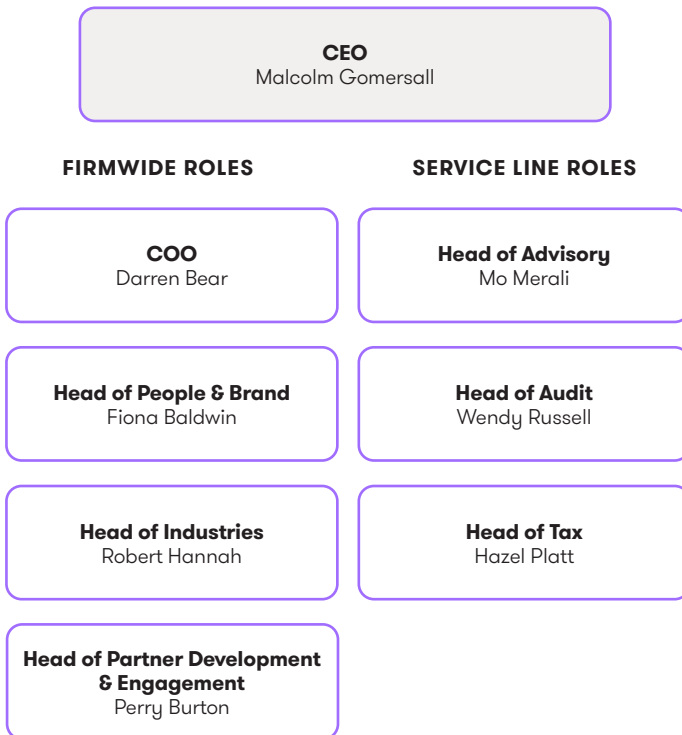 CEO
Malcolm Gomersall
FIRMWIDE ROLES
SERVICE LINE ROLES
COO
Darren Bear
Head of Advisory
Mo Merali
Head of People & Brand
Fiona Baldwin
Head of Audit
Wendy Russell
Head of Industries
Robert Hannah
Head of Tax
Hazel Platt
Head of Partner Development
& Engagement
Perry Burton